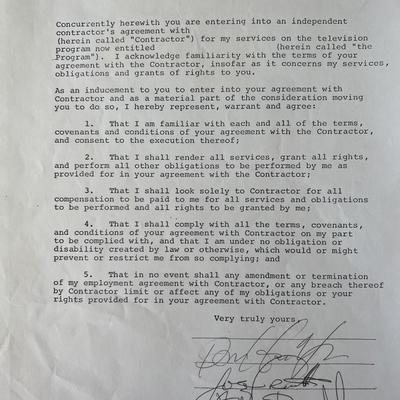 Concurrently herewith you are entering into an independent
contractor's agreement with
(herein called "Contractor") for my services on the television
program now entitled (herein called "the
Program"). I acknowledge familiarity with the terms of your
agreement with the Contractor, insofar as it concerns my services,
obligations and grants of rights to you.
As an inducement to you to enter into your agreement with
Contractor and as a material part of the consideration moving
you to do so, I hereby represent, warrant and agree:
1. That I am familiar with each and all of the terms,
covenants and conditions of your agreement with the Contractor,
and consent to the execution thereof;
2. That I shall render all services, grant all rights,
and perform all other obligations to be performed by me as
provided for in your agreement with the Contractor;
3. That I shall look solely to Contractor for all
compensation to be paid to me for all services and obligations
to be performed and all rights to be granted by me;
4. That I shall comply with all the terms, covenants,
and conditions of your agreement with Contractor on my part
to be complied with, and that I am under no obligation or
disability created by law or otherwise, which would or might
prevent or restrict me from so complying; and
5. That in no event shall any amendment or termination
of my employment agreement with Contractor, or any breach thereof
by Contractor limit or affect any of my obligations or your
rights provided for in your agreement with Contractor.
Very truly yours,